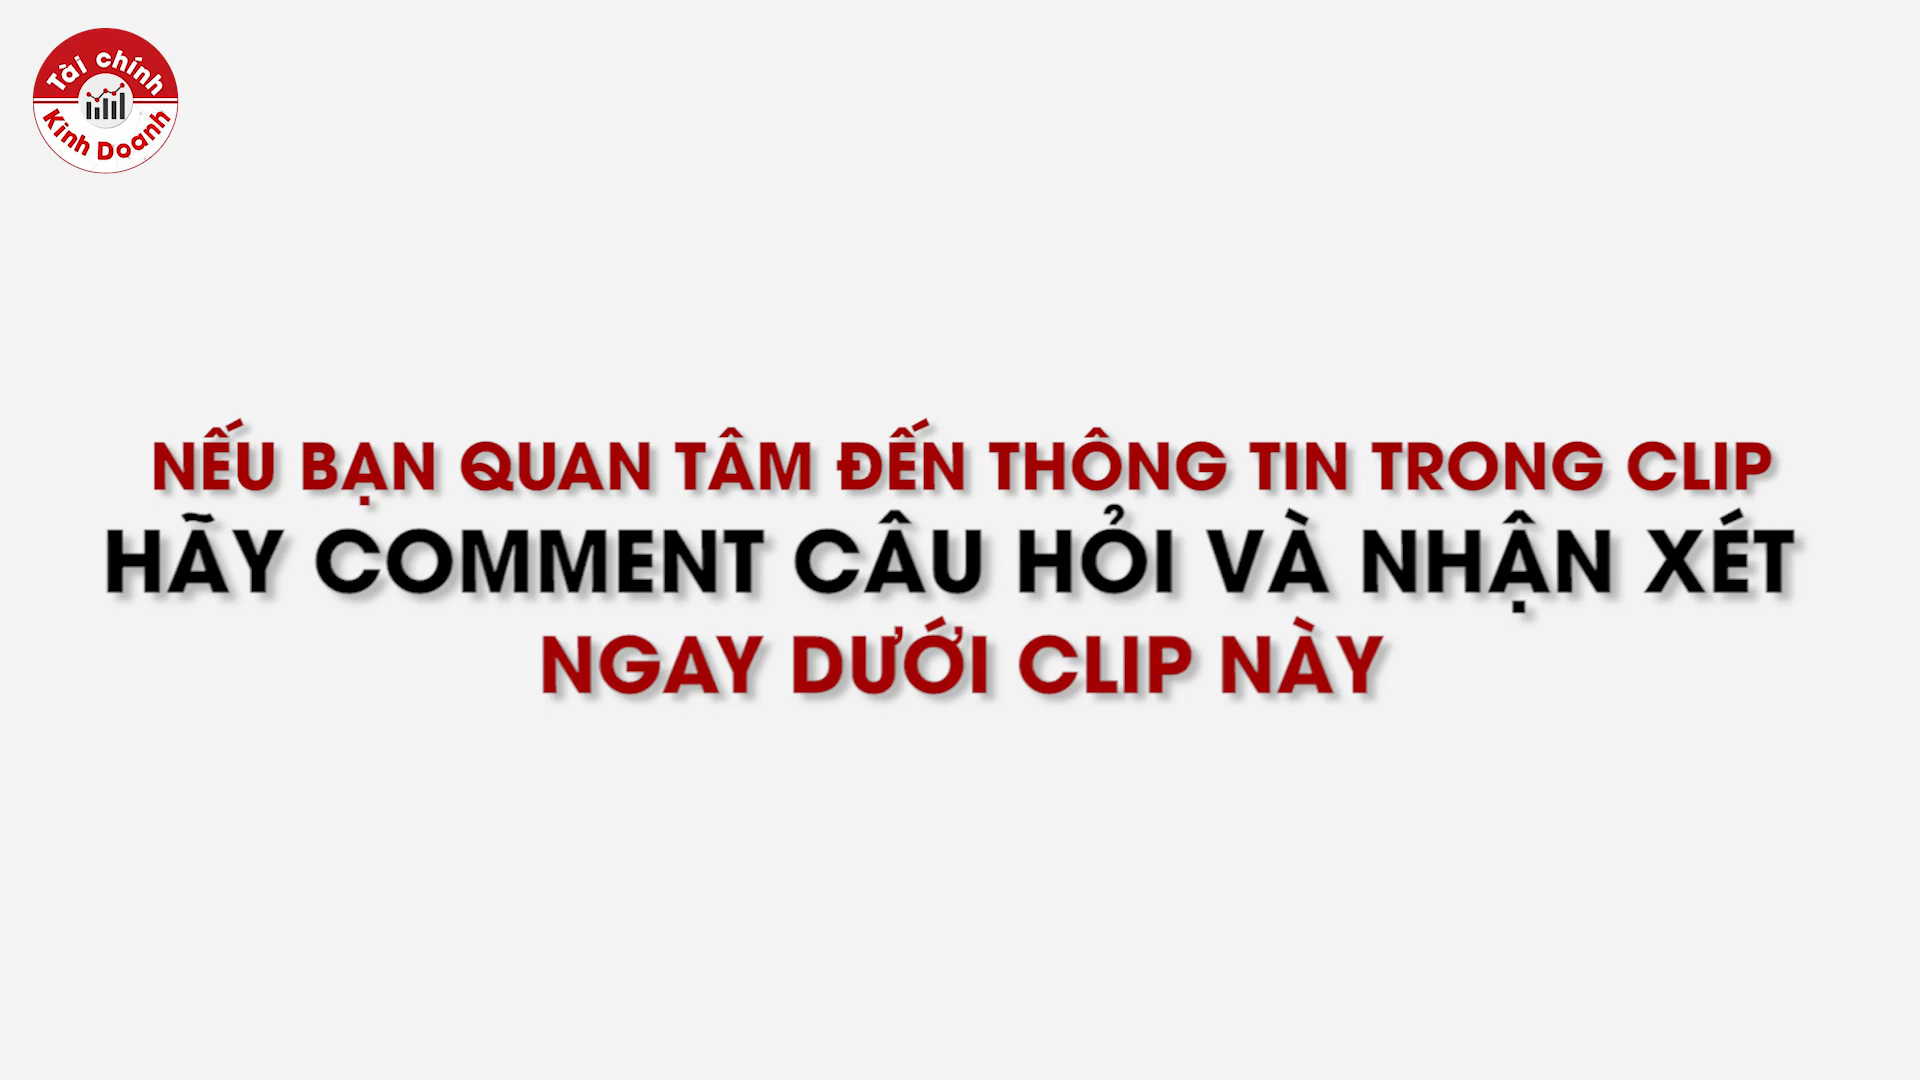 Tài chính
Kinh Doanh
NẾU BẠN QUAN TÂM ĐẾN THÔNG TIN TRONG CLIP
HÃY COMMENT CÂU HỎI VÀ NHẬN XÉT
NGAY DƯỚI CLIP NÀY